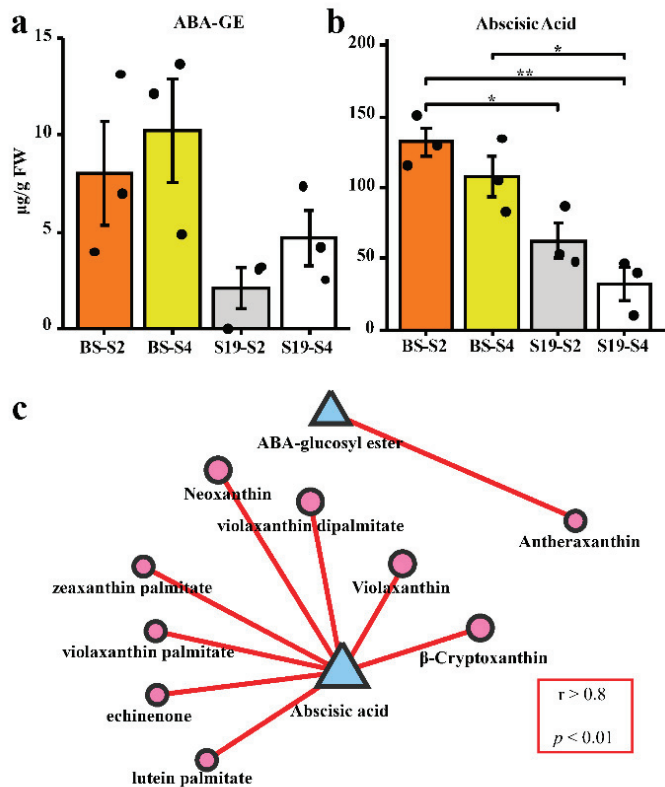 a
ABA-GE
15
10
5
0
µg/g FW
BS-S2 BS-S4 S19-S2 S19-S4
b
Abscisic Acid
200
150
100
50
0
*
**
*
BS-S2 BS-S4 S19-S2 S19-S4
c
ABA-glucosyl ester
Neoxanthin
violaxanthin dipalmitate
Antheraxanthin
zeaxanthin palmitate
Violaxanthin
violaxanthin palmitate
β-Cryptoxanthin
echinenone
Abscisic acid
lutein palmitate
r > 0.8
p < 0.01